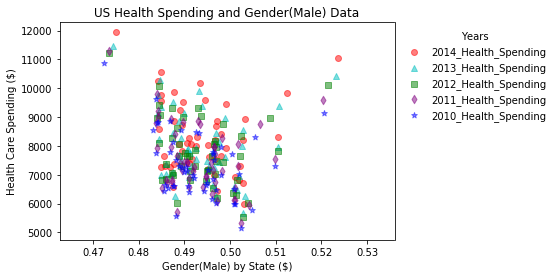 US Health Spending and Gender(Male) Data
Health Care Spending ($)
12000
11000
10000
9000
8000
7000
6000
5000
0.47
0.48
0.49
0.50
0.51
0.52
0.53
Gender(Male) by State ($)
Years
2014_Health_Spending
2013_Health_Spending
2012_Health_Spending
2011_Health_Spending
2010_Health_Spending